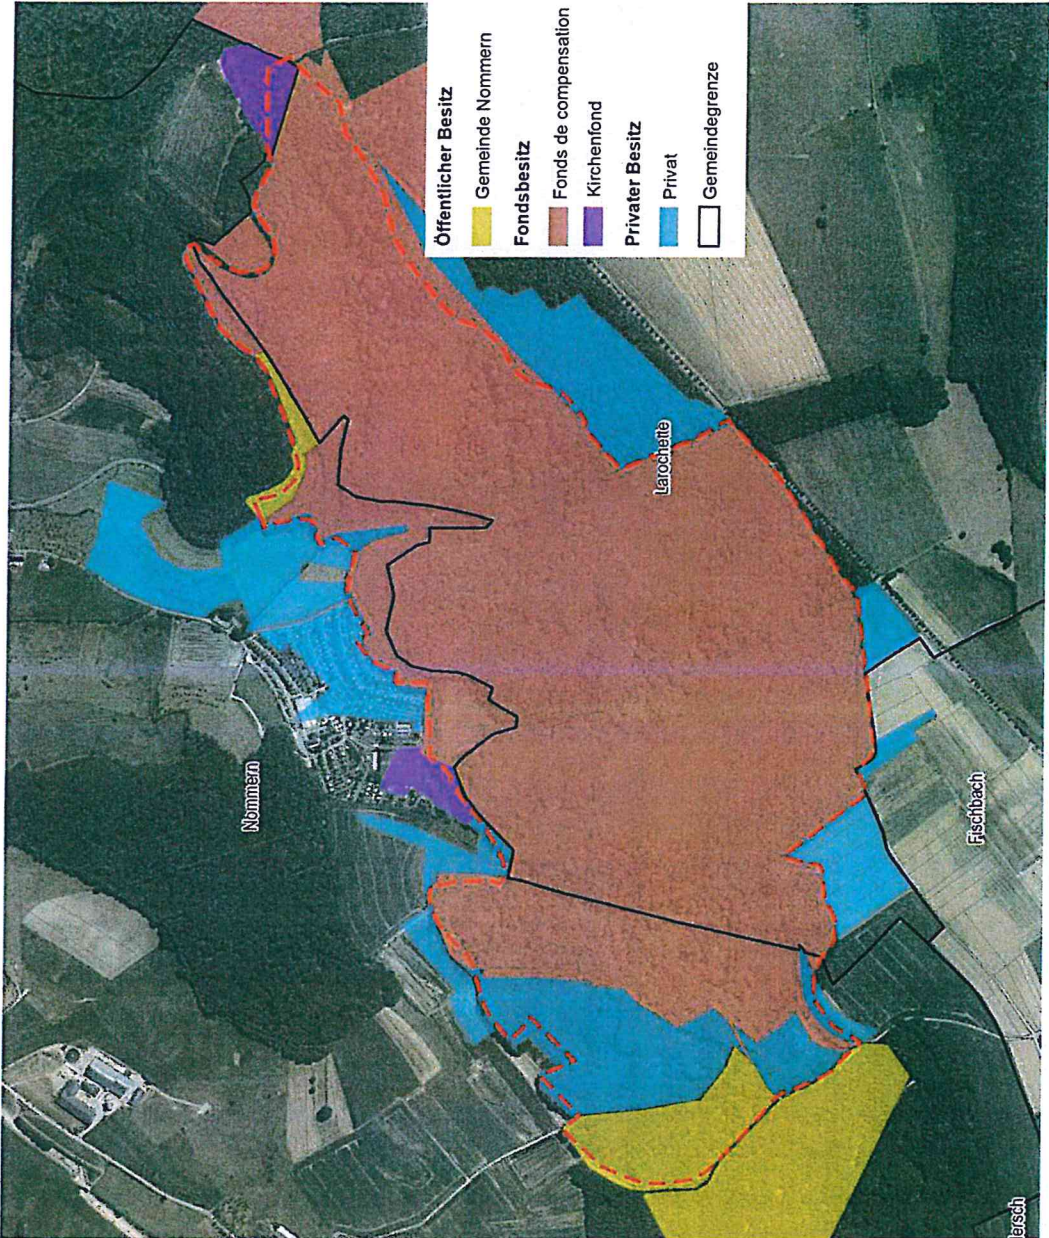 Öffentlicher Besitz
Gemeinde Nommern
Fondsbesitz
Fonds de compensation
Kirchenfond
Privater Besitz
Privat
Gemeindegrenze
Nommern
Larochette
Fischbach